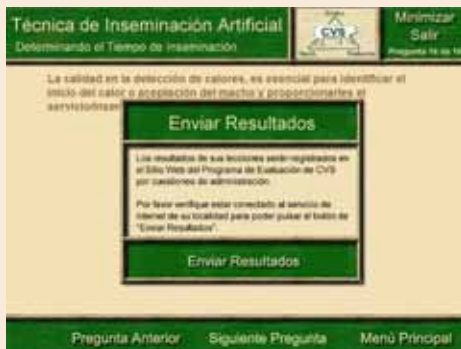 Técnica de Inseminación Artificial
Determinando el Tiempo de inseminación
CVS
Minimizar
Salir
Pregunta 16 de 16
La calidad en la detección de calores, es esencial para identificar el
inicio del calor o aceptación del macho y proporcionarles el
Enviar Resultados
Los resultados de sus lecciones serán registrados en
el Sitio Web del Programa de Evaluación de CVS
por cuestiones de administración.
Por favor verifique estar conectado al servicio de
Internet de su localidad para poder pulsar el botón de
"Enviar Resultados".
Enviar Resultados
Pregunta Anterior
Siguiente Pregunta
Menú Principal